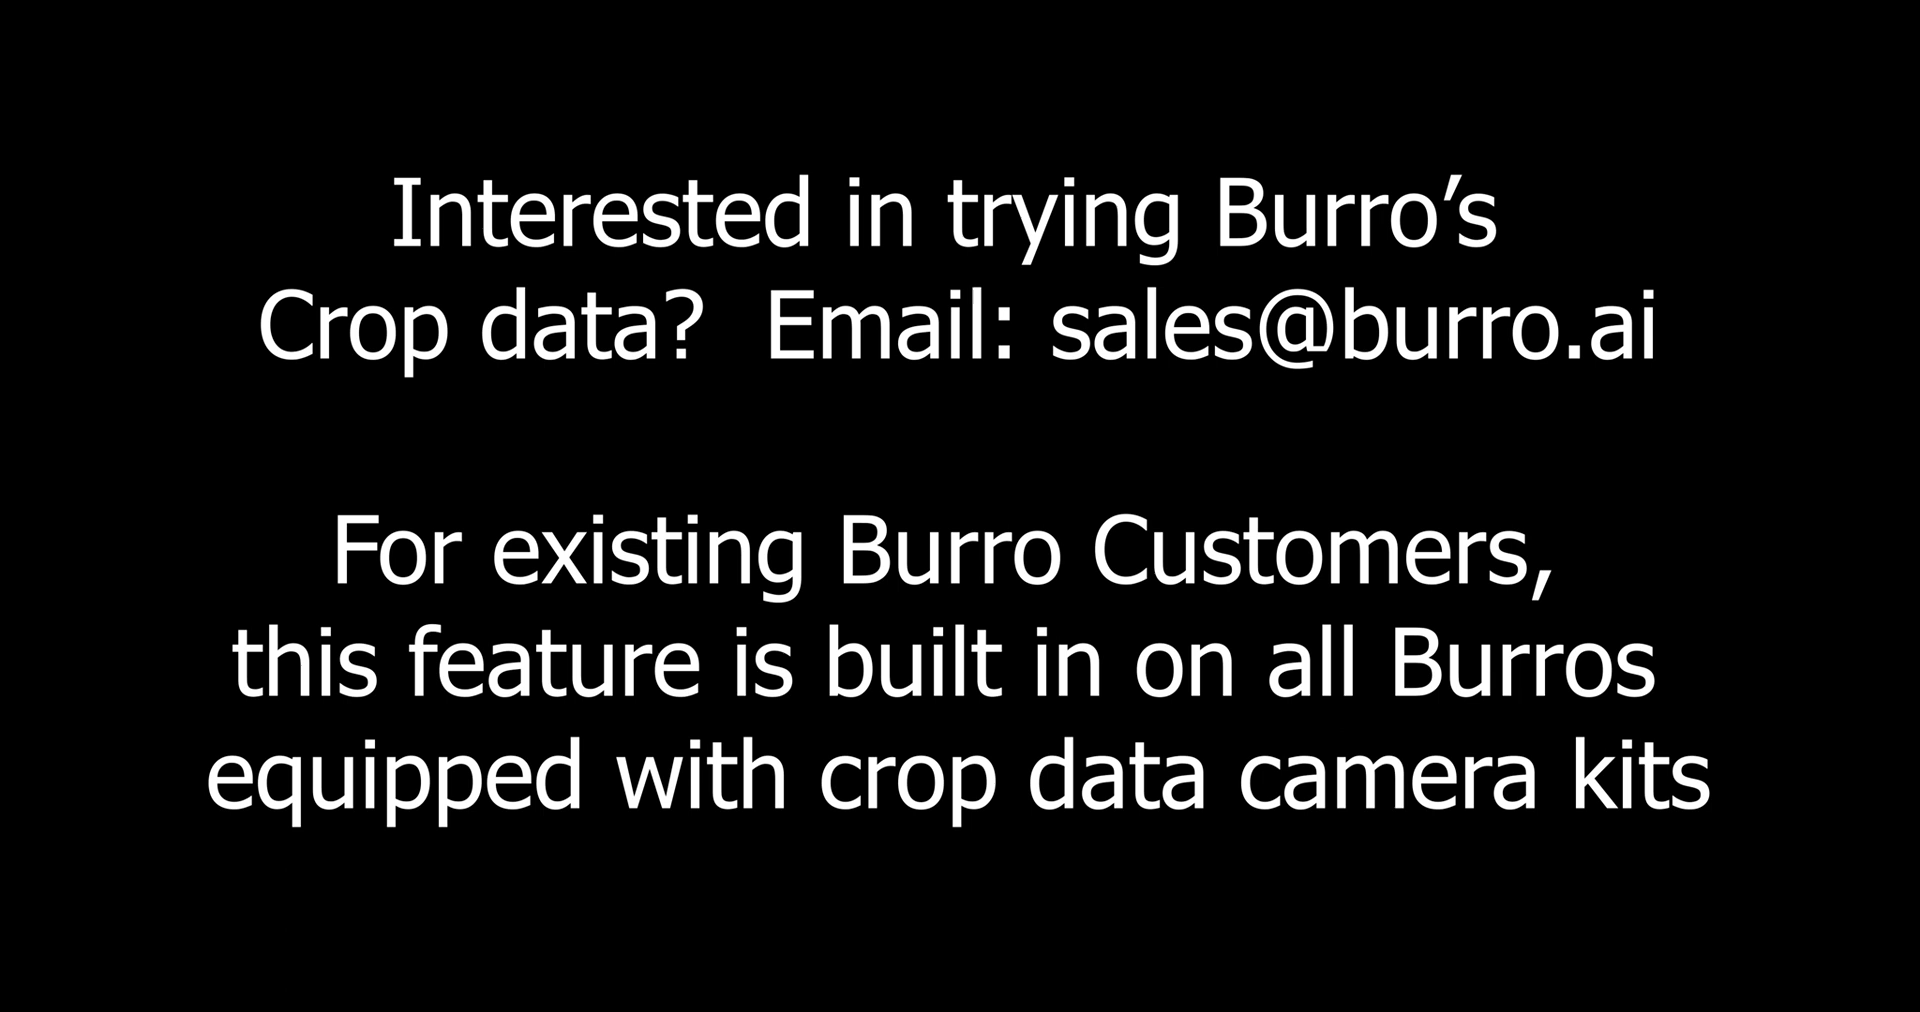 Interested in trying Burro’s
Crop data?  Email: sales@burro.ai
For existing Burro Customers,
this feature is built in on all Burros
equipped with crop data camera kits